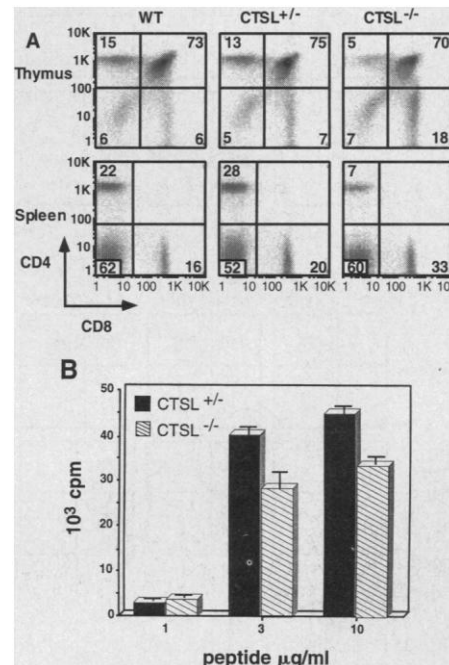 A
WT CTSL+/- CTSL-/-
Thymus
10K
1K
100
10
1
15 73
6 6
13 75
5 7
5 70
7 18
Spleen
1K
100
10
1
22
62 16
28
52 20
7
60 33
1 10 100 1K 10K
1 10 100 1K 10K
1 10 100 1K 10K
CD4
CD8
B
CTSL +/-
CTSL -/-
10³ cpm
50
40
30
20
10
0
1 3 10
peptide µg/ml